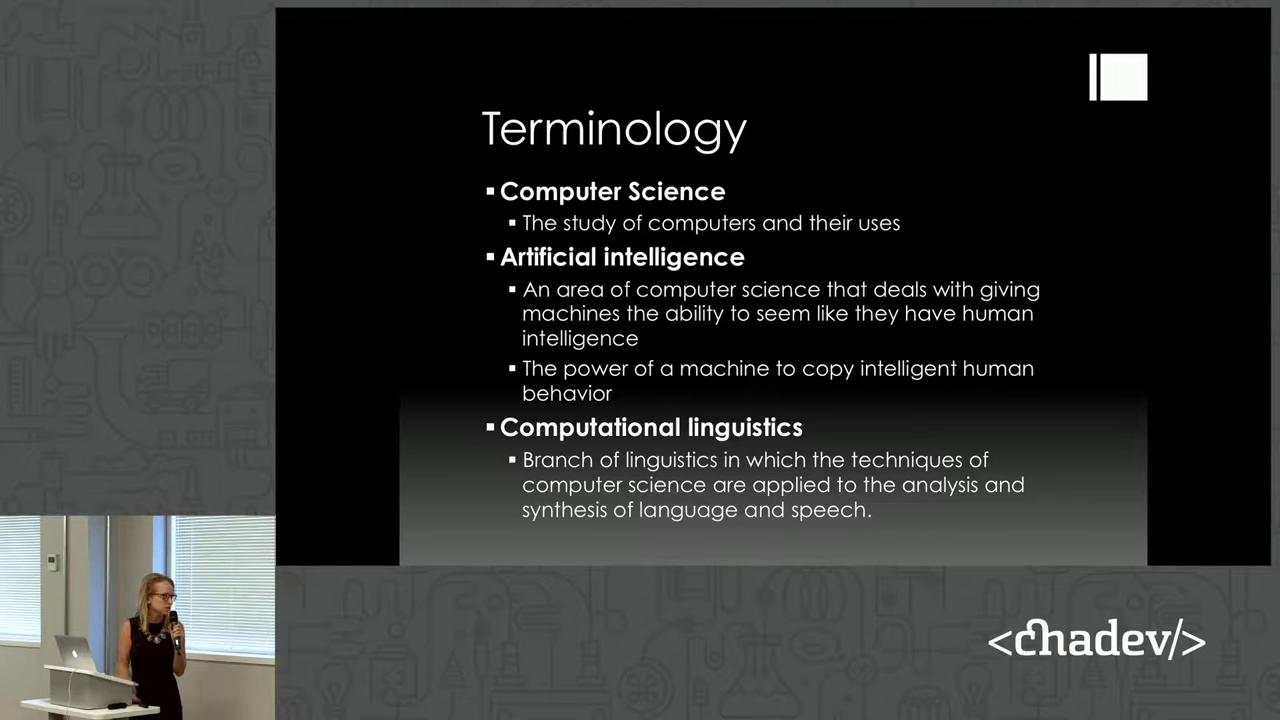 Terminology
▪ Computer Science
▪ The study of computers and their uses
▪ Artificial intelligence
▪ An area of computer science that deals with giving
machines the ability to seem like they have human
intelligence
▪ The power of a machine to copy intelligent human
behavior
▪ Computational linguistics
▪ Branch of linguistics in which the techniques of
computer science are applied to the analysis and
synthesis of language and speech.
<chadev/>